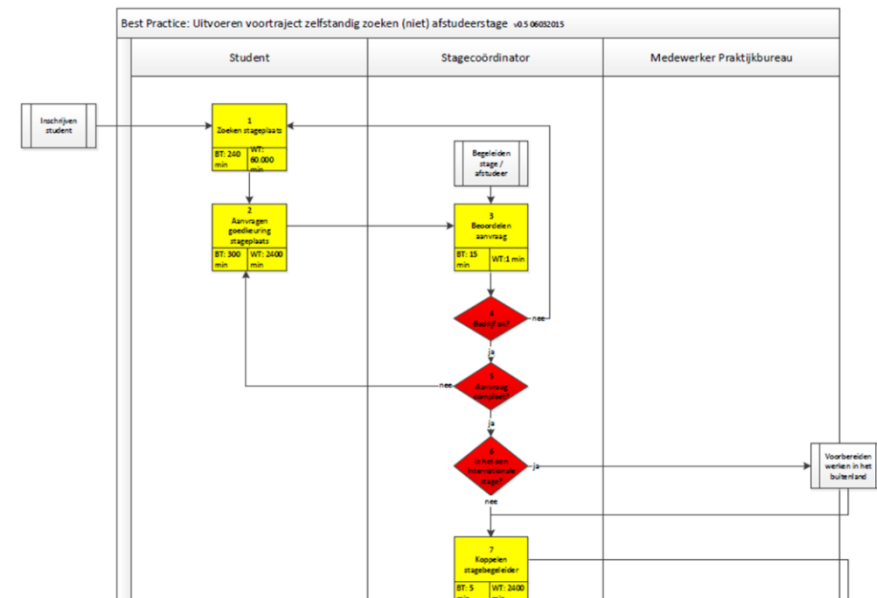 Best Practice: Uitvoeren voortraject zelfstandig zoeken (niet) afstudeerstage v0.5 06032015
Student
Stagecoördinator
Medewerker Praktijkbureau
Inschrijven
student
1
Zoeken stageplaats
BT: 240
min
WT:
60.000
min
Begeleiden
stage /
afstudeer
2
Aanvragen
goedkeuring
stageplaats
BT: 300
min
WT: 2400
min
3
Beoordelen
aanvraag
BT: 15
min
WT:1 min
4
Bedrijf ok?
nee
ja
5
Aanvraag
compleet?
nee
ja
6
Is het een
internationale
stage?
ja
nee
Voorbereiden
werken in het
buitenland
7
Koppelen
stagebegeleider
BT: 5
min
WT: 2400
min